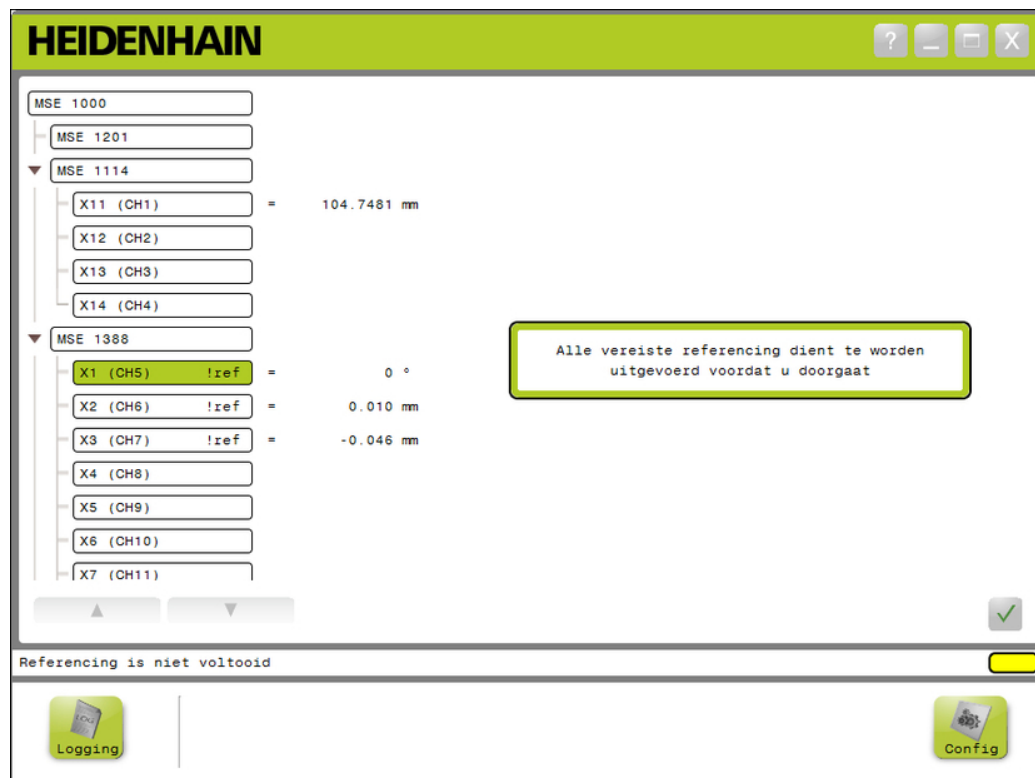 HEIDENHAIN
? _ X
MSE 1000
MSE 1201
MSE 1114
X11 (CH1) = 104.7481 mm
X12 (CH2)
X13 (CH3)
X14 (CH4)
MSE 1388
X1 (CH5) !ref = 0 °
X2 (CH6) !ref = 0.010 mm
X3 (CH7) !ref = -0.046 mm
X4 (CH8)
X5 (CH9)
X6 (CH10)
X7 (CH11)
Alle vereiste referencing dient te worden
uitgevoerd voordat u doorgaat
Referencing is niet voltooid
LOG
Logging
Config